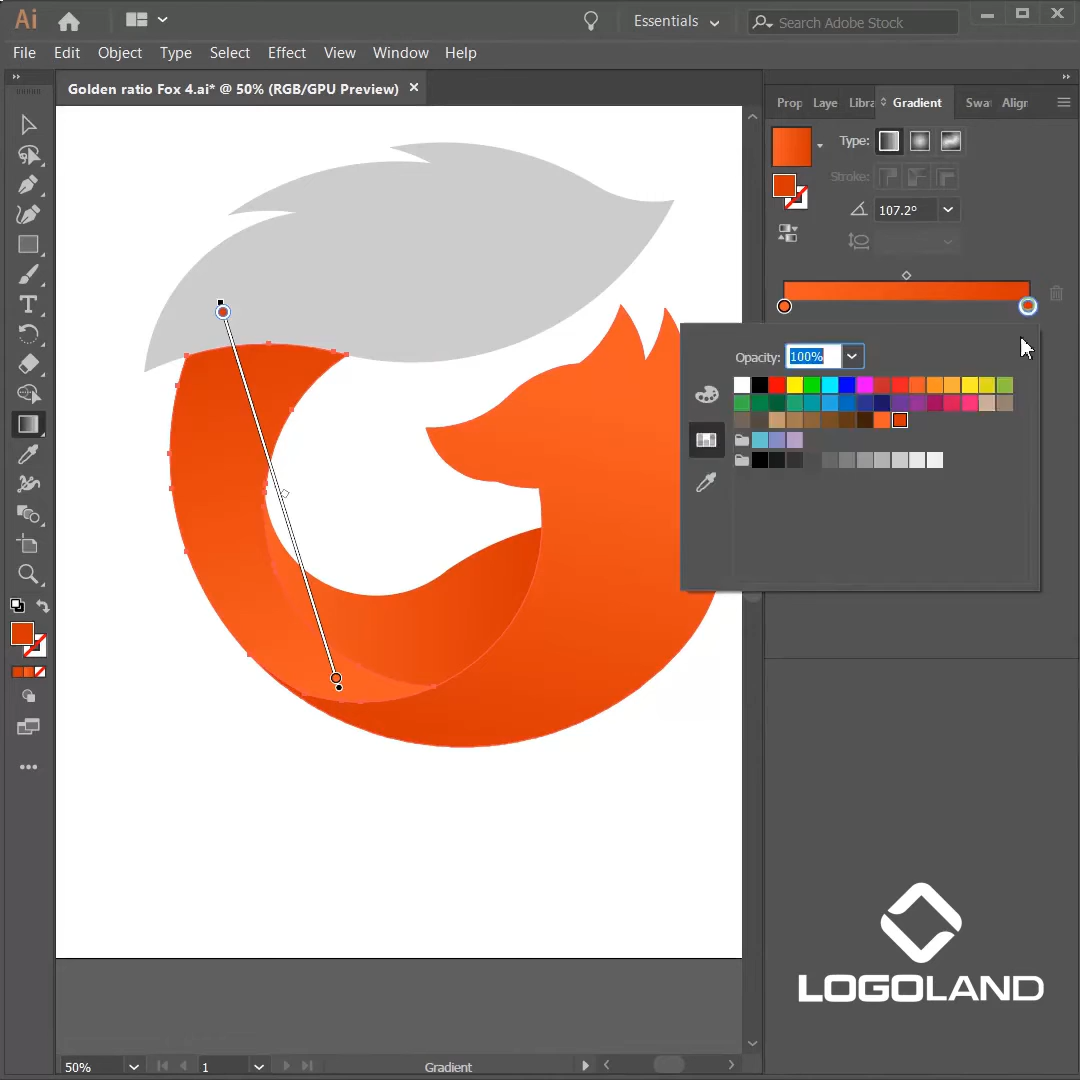 Ai
Essentials
Search Adobe Stock
File Edit Object Type Select Effect View Window Help
Golden ratio Fox 4.ai* @ 50% (RGB/GPU Preview) ×
Prop Laye Libra Gradient Swat Align
Type:
Stroke:
107.2°
Opacity: 100%
LOGOLAND
50% 1 Gradient